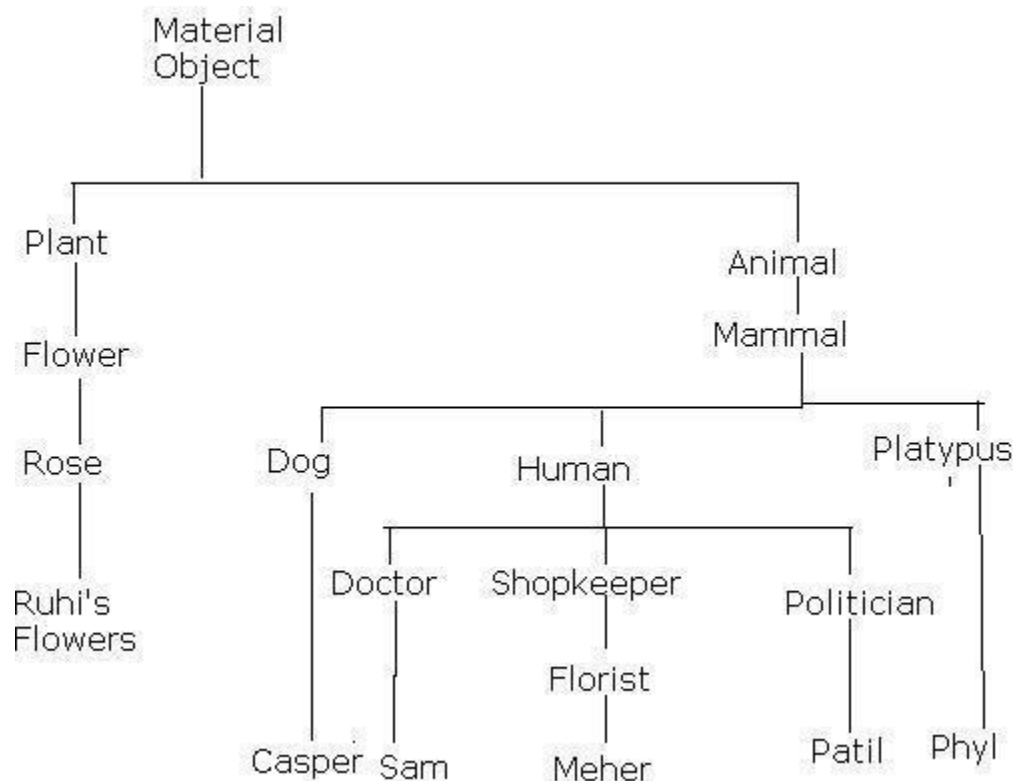 Material
Object
Plant
Animal
Mammal
Flower
Rose
Dog
Human
Platypus
Doctor
Shopkeeper
Politician
Ruhi's
Flowers
Florist
Casper
Sam
Meher
Patil
Phyl